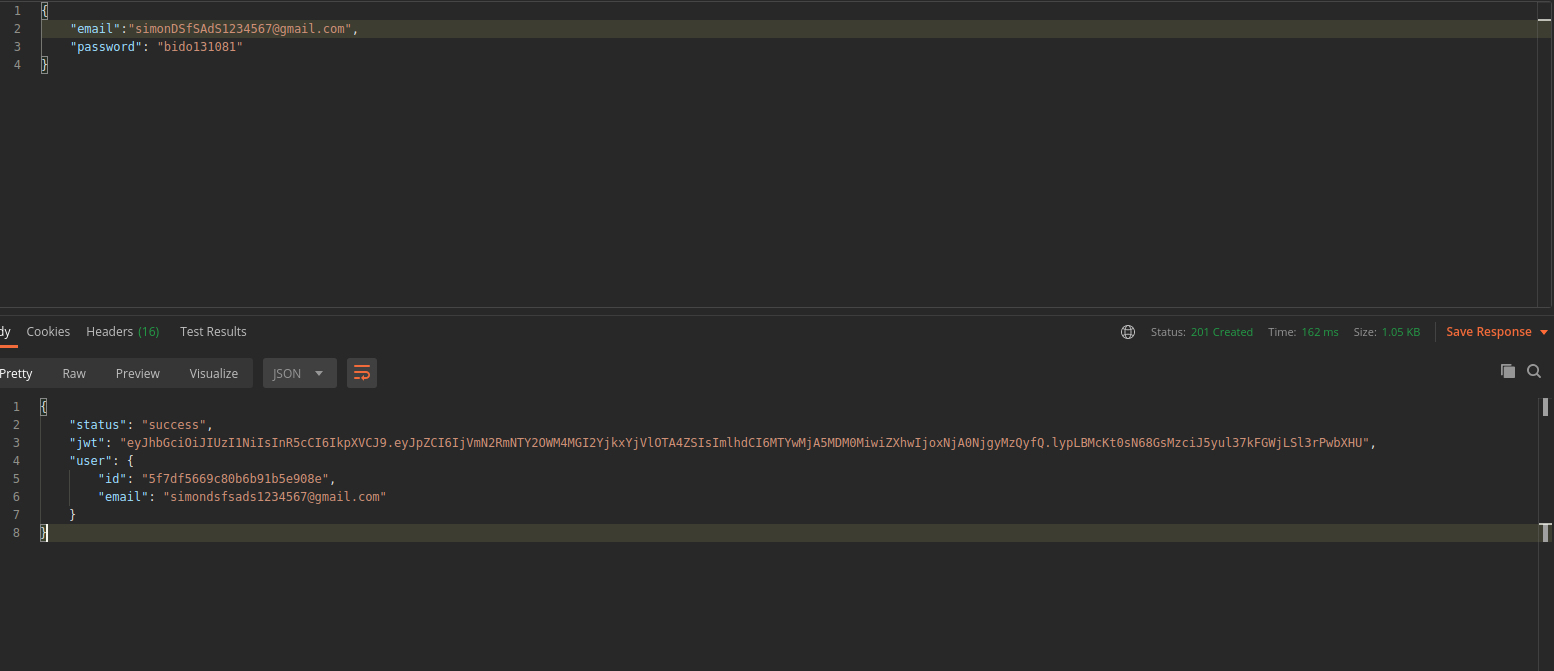 1 {
2 "email":"simonDSfSAdS1234567@gmail.com",
3 "password": "bido131081"
4 }
dy Cookies Headers (16) Test Results Status: 201 Created Time: 162 ms Size: 1.05 KB Save Response
Pretty Raw Preview Visualize JSON
1 {
2 "status": "success",
3 "jwt": "eyJhbGciOiJIUzI1NiIsInR5cCI6IkpXVCJ9.eyJpZCI6IjVmN2RmNTY2OWM4MGI2YjkxYjVlOTA4ZSIsImlhdCI6MTYwMjA5MDM0MiwiZXhwIjoxNjA0NjgyMzQyfQ.lypLBMcKt0sN68GsMzciJ5yul37kFGWjLSl3rPwbXHU",
4 "user": {
5 "id": "5f7df5669c80b6b91b5e908e",
6 "email": "simondsfsads1234567@gmail.com"
7 }
8 }